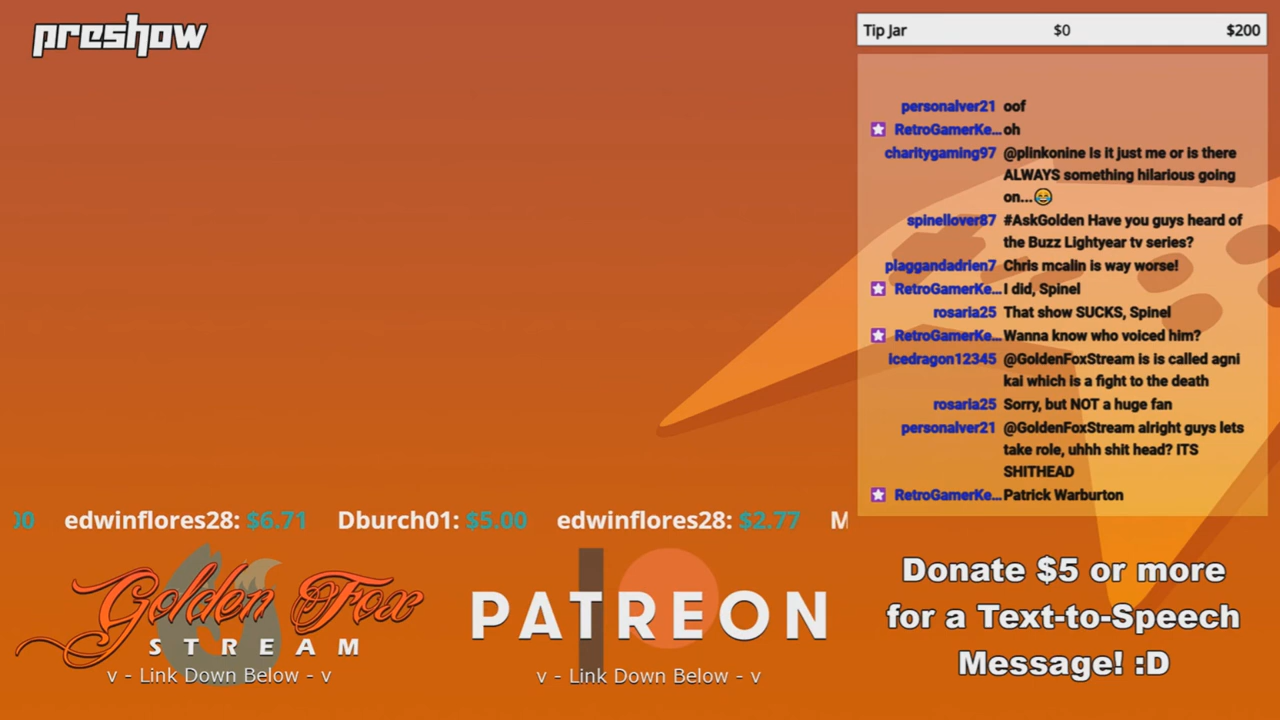 preshow
Tip Jar $0 $200
personalver21 oof
RetroGamerKe... oh
charitygaming97 @plinkonine Is it just me or is there
ALWAYS something hilarious going
on...😂
spinellover87 #AskGolden Have you guys heard of
the Buzz Lightyear tv series?
plaggandadrien7 Chris mcalin is way worse!
RetroGamerKe... I did, Spinel
rosaria25 That show SUCKS, Spinel
RetroGamerKe... Wanna know who voiced him?
icedragon12345 @GoldenFoxStream is is called agni
kai which is a fight to the death
rosaria25 Sorry, but NOT a huge fan
personalver21 @GoldenFoxStream alright guys lets
take role, uhhh shit head? ITS
SHITHEAD
RetroGamerKe... Patrick Warburton
edwinflores28: $6.71 Dburch01: $5.00 edwinflores28: $2.77 M
Golden Fox
STREAM
v - Link Down Below - v
PATREON
v - Link Down Below - v
Donate $5 or more
for a Text-to-Speech
Message! :D